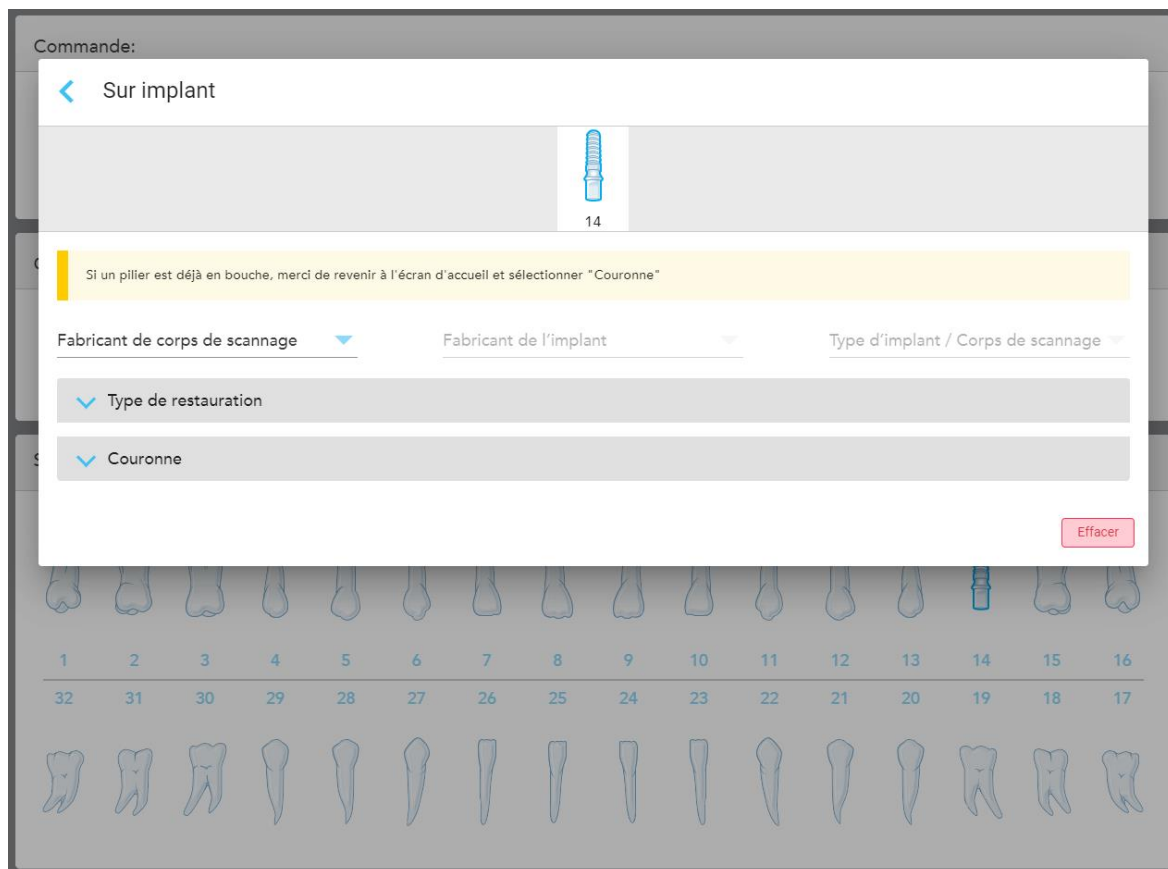 Commande:
Sur implant
14
Si un pilier est déjà en bouche, merci de revenir à l'écran d'accueil et sélectionner "Couronne"
Fabricant de corps de scannage
Fabricant de l'implant
Type d'implant / Corps de scannage
Type de restauration
Couronne
Effacer
1 2 3 4 5 6 7 8 9 10 11 12 13 14 15 16
32 31 30 29 28 27 26 25 24 23 22 21 20 19 18 17